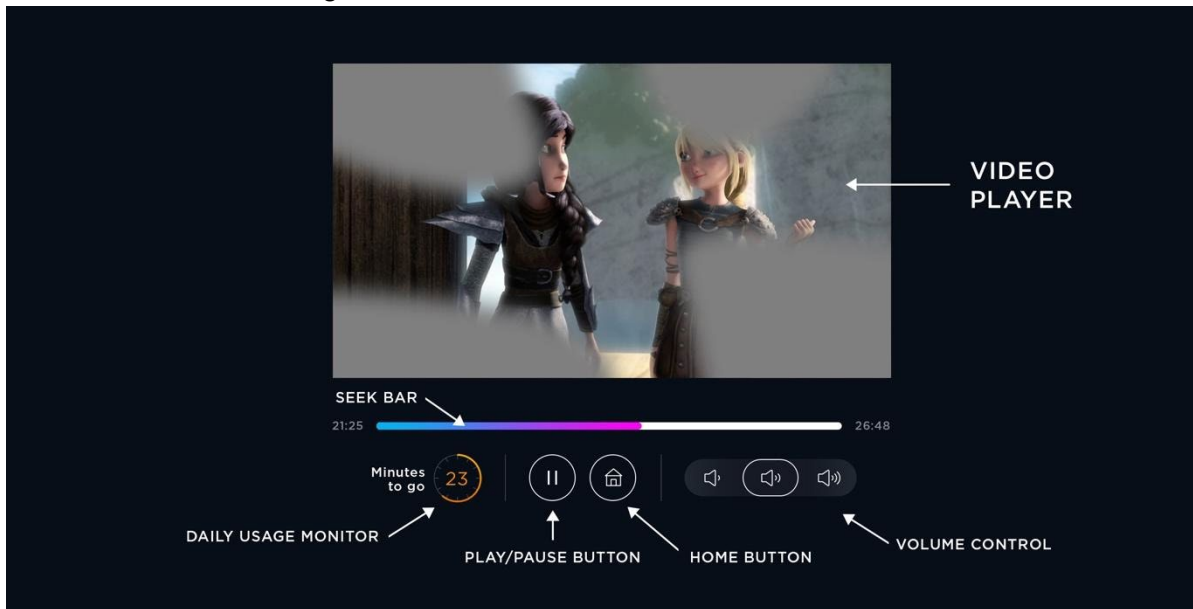 VIDEO
PLAYER
SEEK BAR
21:25
26:48
Minutes
to go
23
DAILY USAGE MONITOR
PLAY/PAUSE BUTTON
HOME BUTTON
VOLUME CONTROL